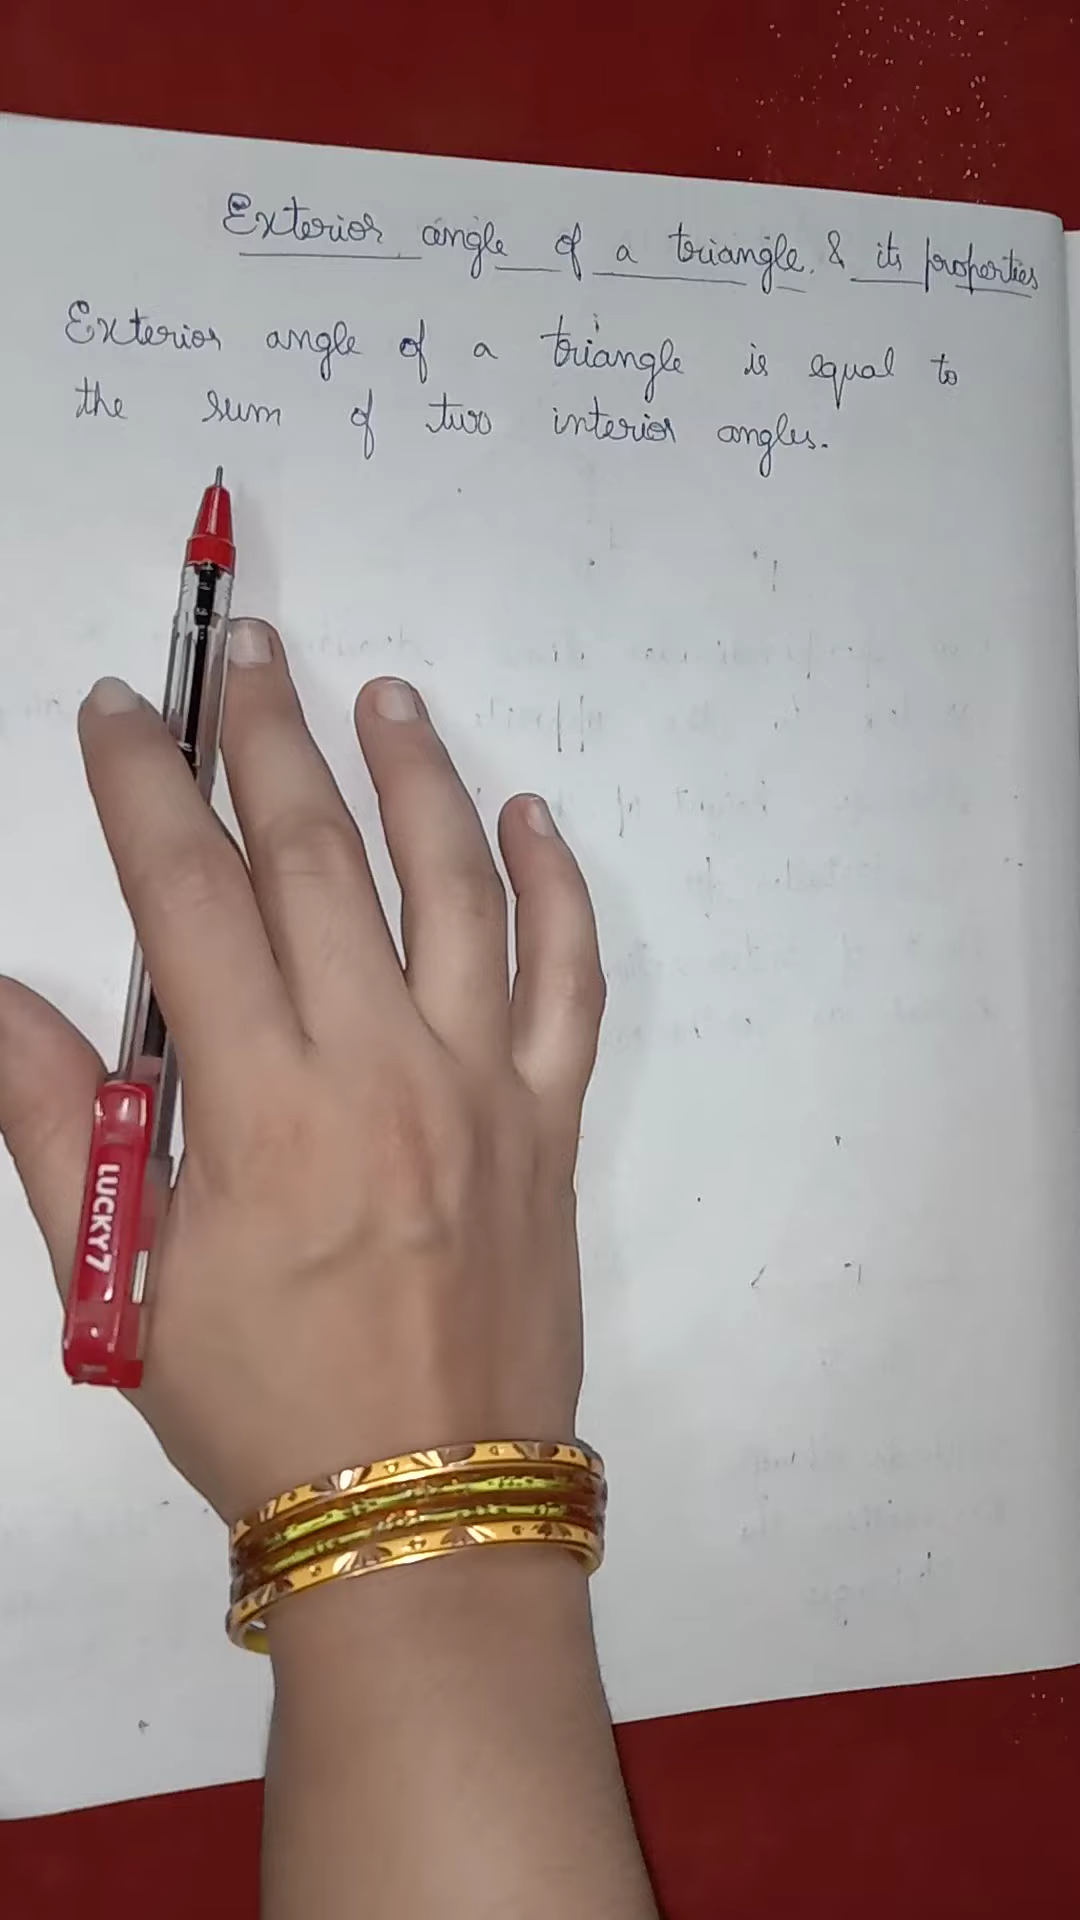 Exterior angle of a triangle. & its properties
Exterior angle of a triangle is equal to
the sum of two interior angles.
LUCKY7